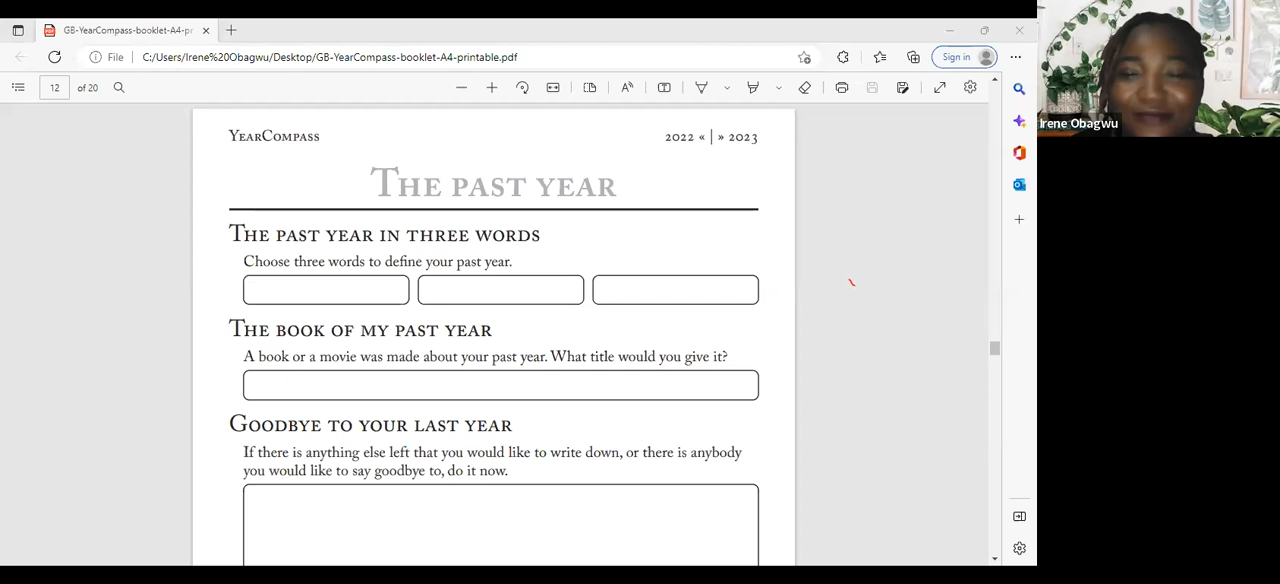 GB-YearCompass-booklet-A4-pr
File
C:/Users/Irene%20Obagwu/Desktop/GB-YearCompass-booklet-A4-printable.pdf
Sign in
12 of 20
YearCompass
2022 « | » 2023
The past year
The past year in three words
Choose three words to define your past year.
The book of my past year
A book or a movie was made about your past year. What title would you give it?
Goodbye to your last year
If there is anything else left that you would like to write down, or there is anybody
you would like to say goodbye to, do it now.
Irene Obagwu